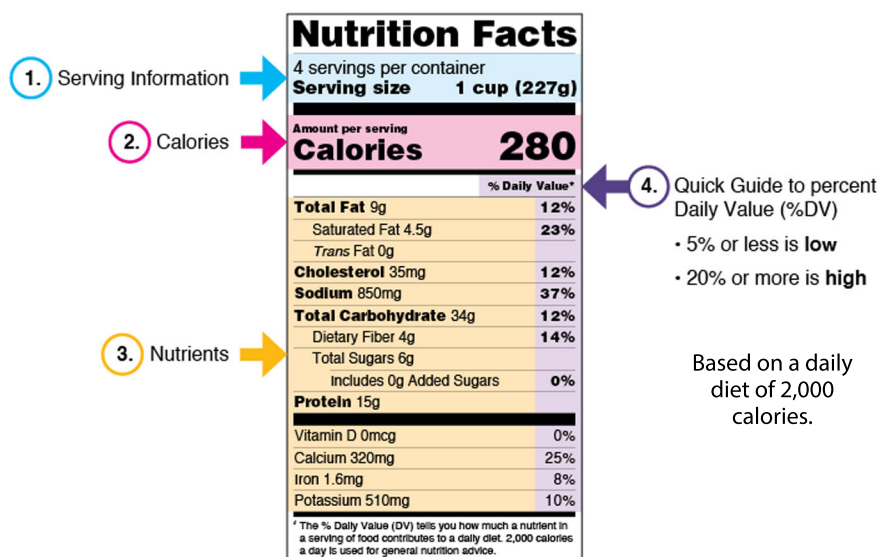 Nutrition Facts
4 servings per container
Serving size 1 cup (227g)
Amount per serving
Calories 280
% Daily Value*
Total Fat 9g 12%
Saturated Fat 4.5g 23%
Trans Fat 0g
Cholesterol 35mg 12%
Sodium 850mg 37%
Total Carbohydrate 34g 12%
Dietary Fiber 4g 14%
Total Sugars 6g
Includes 0g Added Sugars 0%
Protein 15g
Vitamin D 0mcg 0%
Calcium 320mg 25%
Iron 1.6mg 8%
Potassium 510mg 10%
* The % Daily Value (DV) tells you how much a nutrient in
a serving of food contributes to a daily diet. 2,000 calories
a day is used for general nutrition advice.
1. Serving Information
2. Calories
3. Nutrients
4. Quick Guide to percent
Daily Value (%DV)
• 5% or less is low
• 20% or more is high
Based on a daily
diet of 2,000
calories.